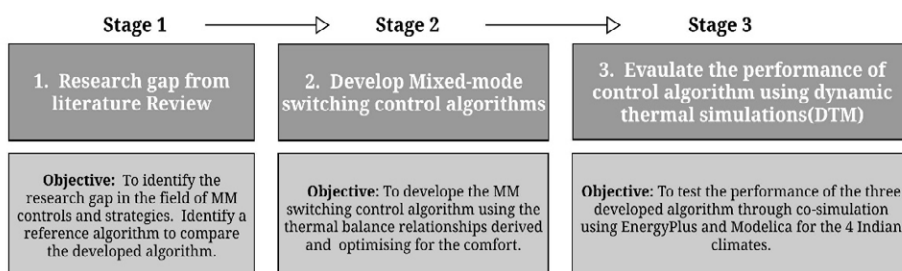 Stage 1
Stage 2
Stage 3
1. Research gap from
literature Review
2. Develop Mixed-mode
switching control algorithms
3. Evaulate the performance of
control algorithm using dynamic
thermal simulations(DTM)
Objective: To identify the
research gap in the field of MM
controls and strategies. Identify a
reference algorithm to compare
the developed algorithm.
Objective: To develope the MM
switching control algorithm using the
thermal balance relationships derived
and optimising for the comfort.
Objective: To test the performance of the three
developed algorithm through co-simulation
using EnergyPlus and Modelica for the 4 Indian
climates.